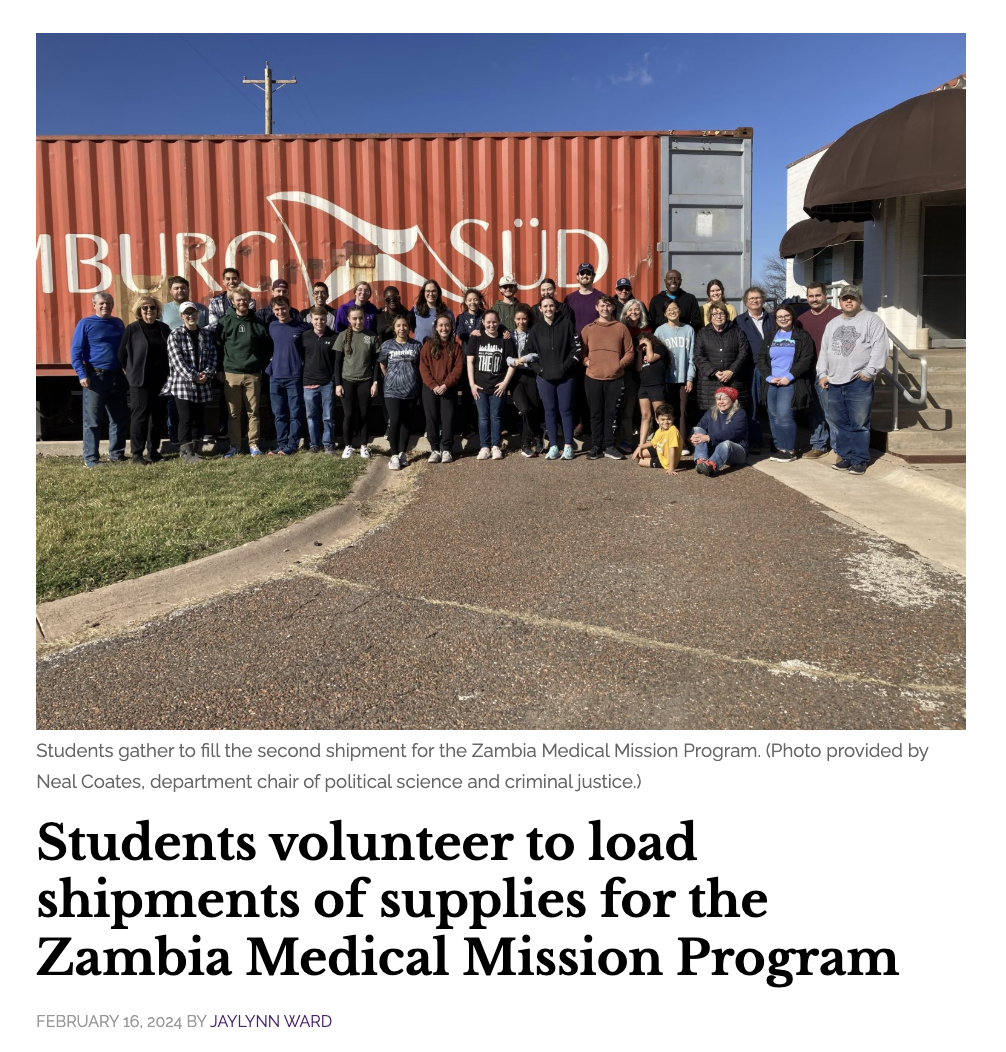 MBURG SÜD
THE
Students gather to fill the second shipment for the Zambia Medical Mission Program. (Photo provided by
Neal Coates, department chair of political science and criminal justice.)
Students volunteer to load
shipments of supplies for the
Zambia Medical Mission Program
FEBRUARY 16, 2024 BY JAYLYNN WARD